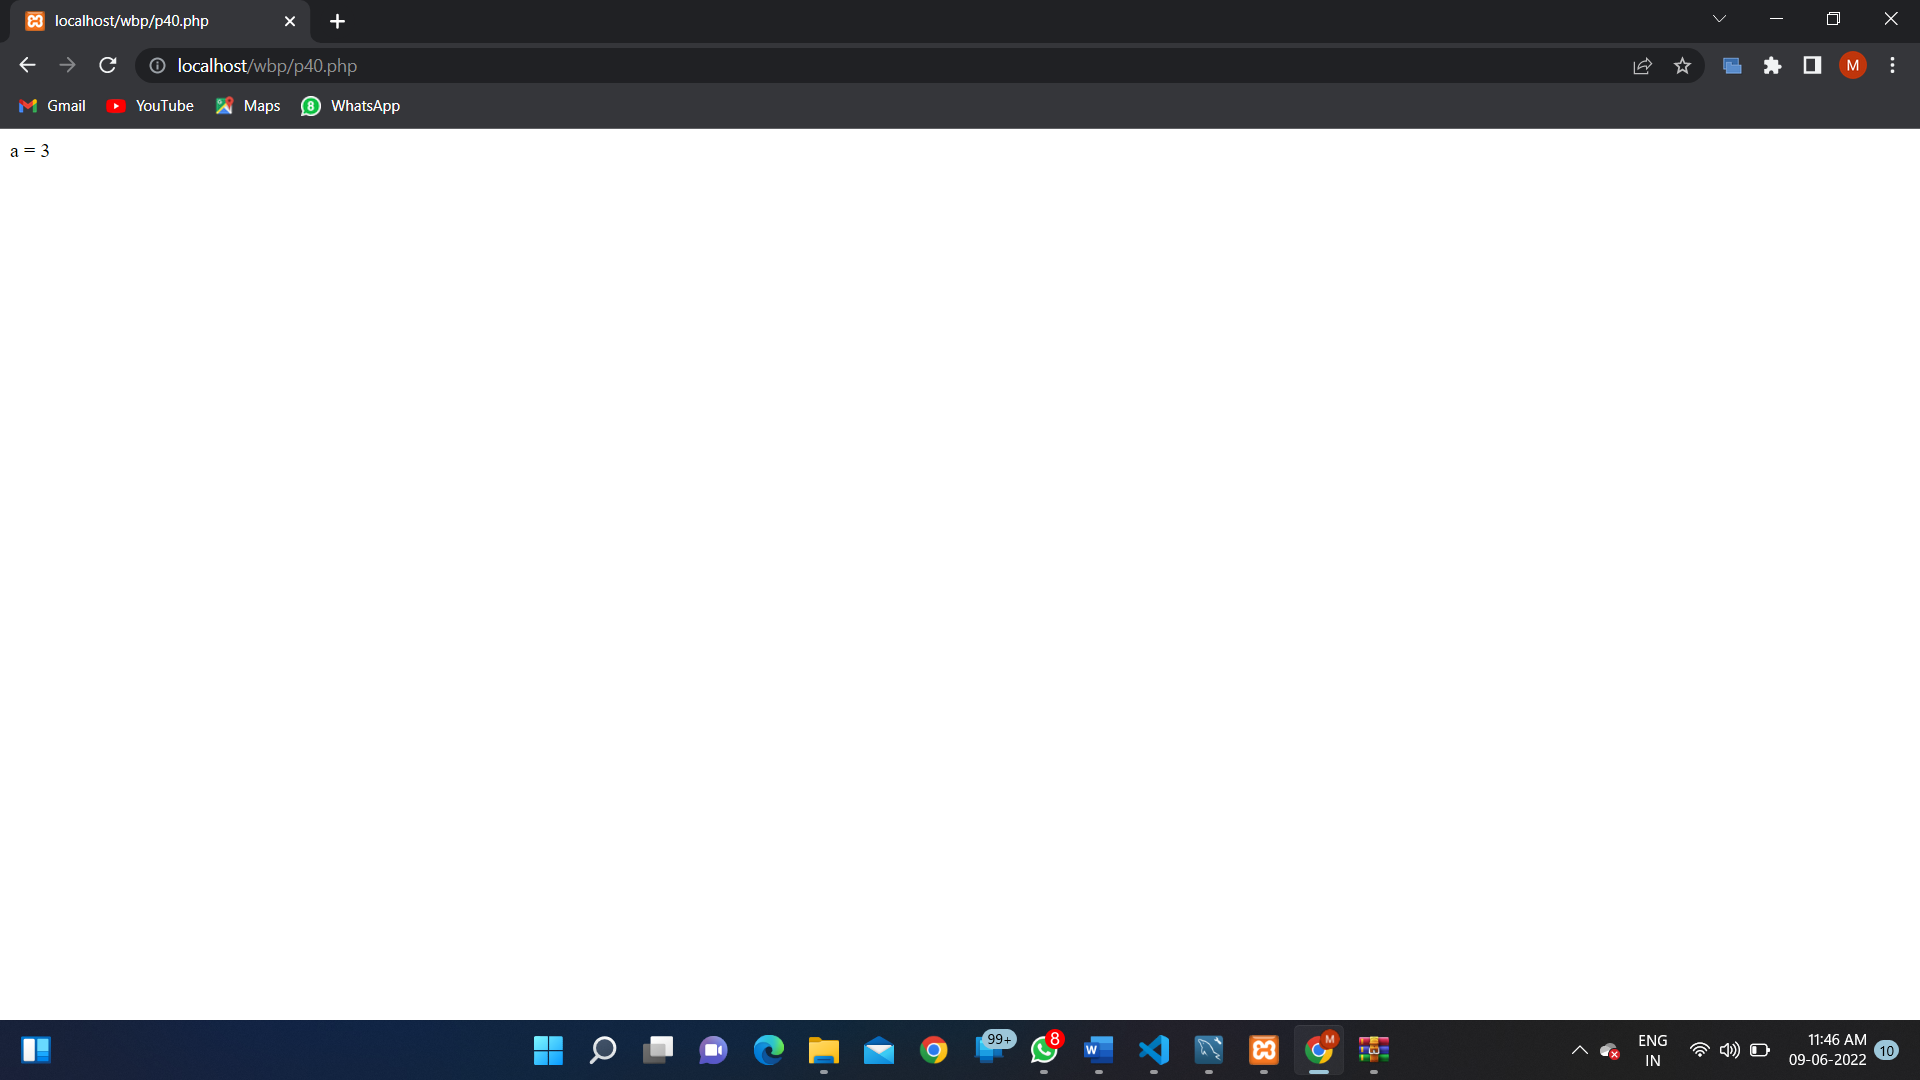 localhost/wbp/p40.php
localhost/wbp/p40.php
M
Gmail
YouTube
Maps
8
WhatsApp
a = 3
99+
8
W
M
ENG
IN
11:46 AM
09-06-2022
10